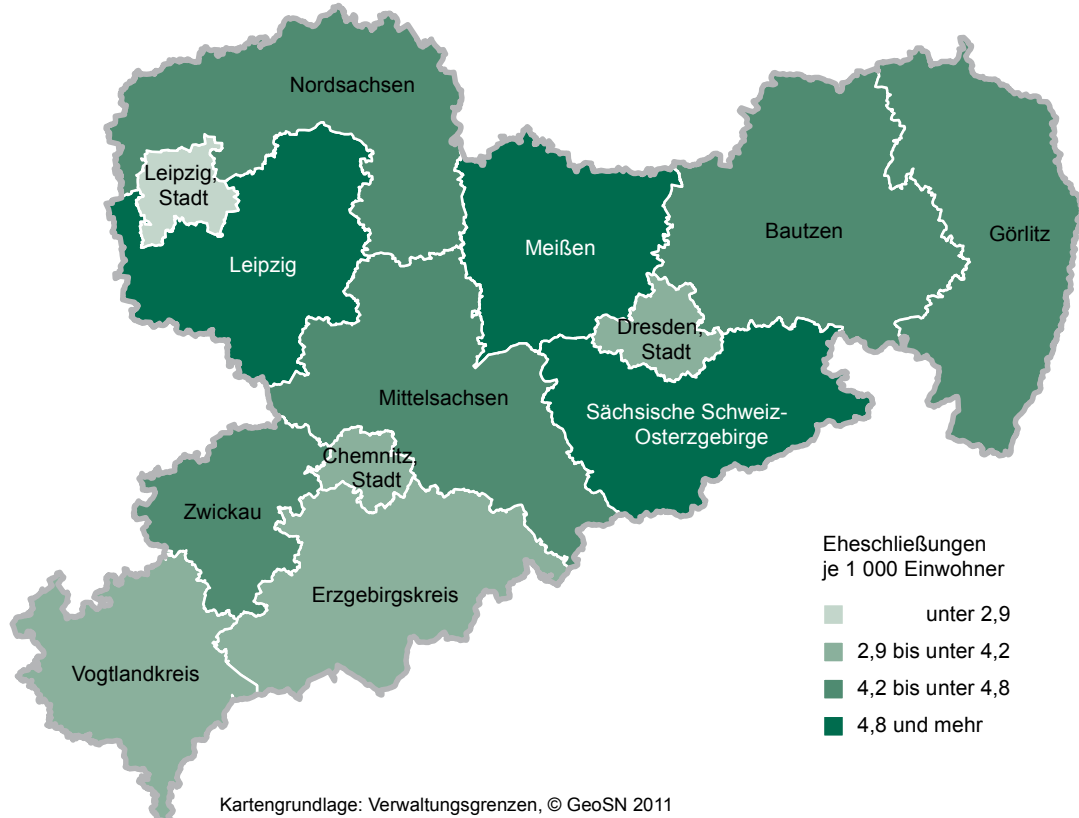 Nordsachsen
Leipzig,
Stadt
Leipzig
Meißen
Bautzen
Görlitz
Dresden,
Stadt
Mittelsachsen
Sächsische Schweiz-
Osterzgebirge
Chemnitz,
Stadt
Zwickau
Erzgebirgskreis
Vogtlandkreis
Eheschließungen
je 1 000 Einwohner
unter 2,9
2,9 bis unter 4,2
4,2 bis unter 4,8
4,8 und mehr
Kartengrundlage: Verwaltungsgrenzen, © GeoSN 2011